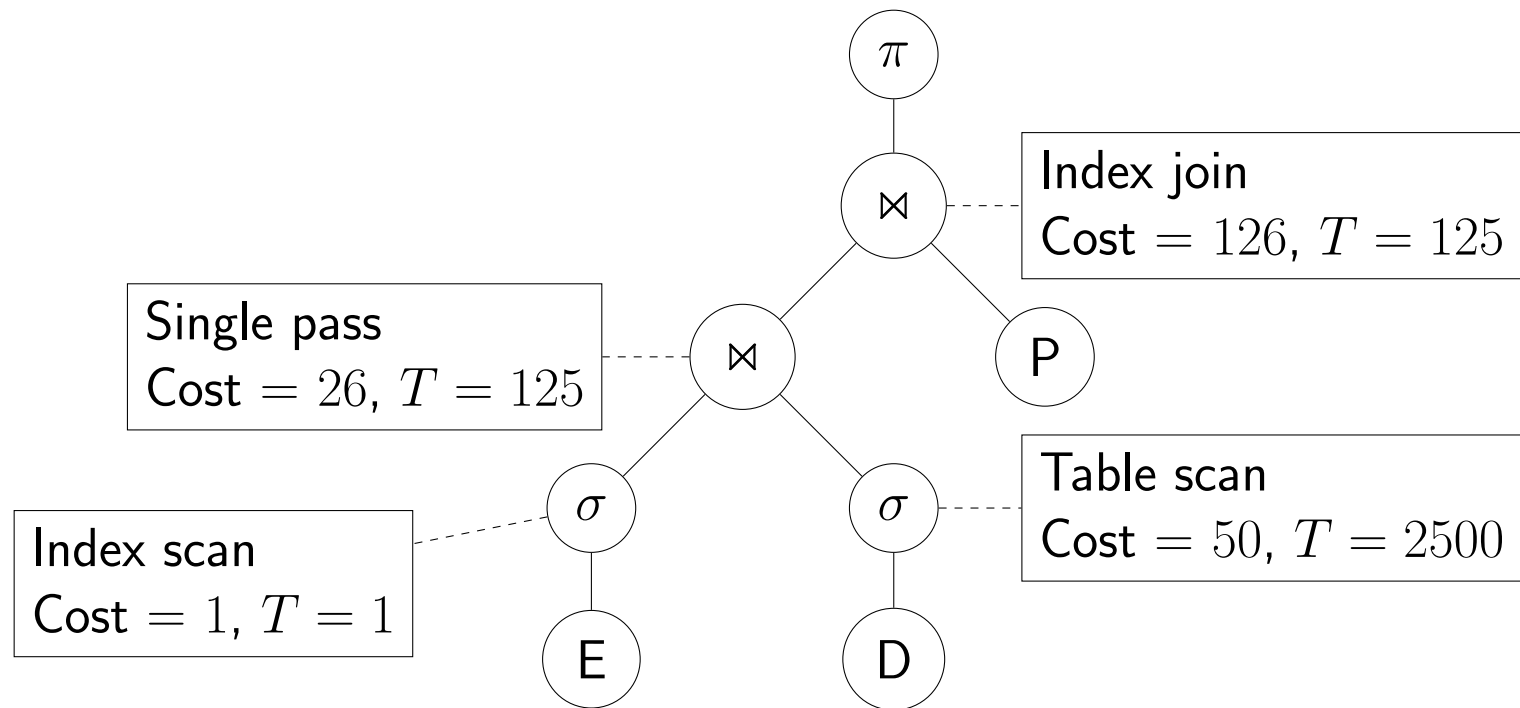 π
⋈
Index join
Cost = 126, T = 125
Single pass
Cost = 26, T = 125
⋈
P
σ
σ
Table scan
Cost = 50, T = 2500
Index scan
Cost = 1, T = 1
E
D